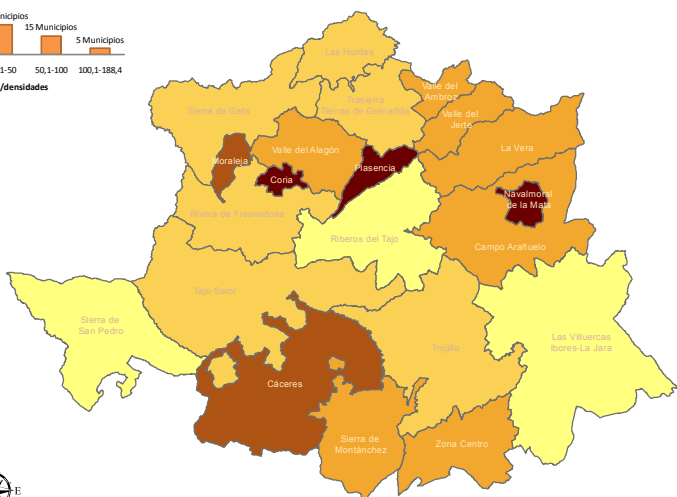 15 Municipios
5 Municipios
50,1-100
100,1-188,4
/densidades
Las Hurdes
Sierra de Gata
Trasierra
Tierras de Granadilla
Valle del
Ambroz
Valle del
Jerte
La Vera
Moraleja
Valle del Alagón
Coria
Plasencia
Navalmoral
de la Mata
Rivera de Fresnedosa
Riberos del Tajo
Campo Arañuelo
Tajo-Salor
Sierra de
San Pedro
Trujillo
Las Villuercas
Ibores-La Jara
Cáceres
Sierra de
Montánchez
Zona Centro
E